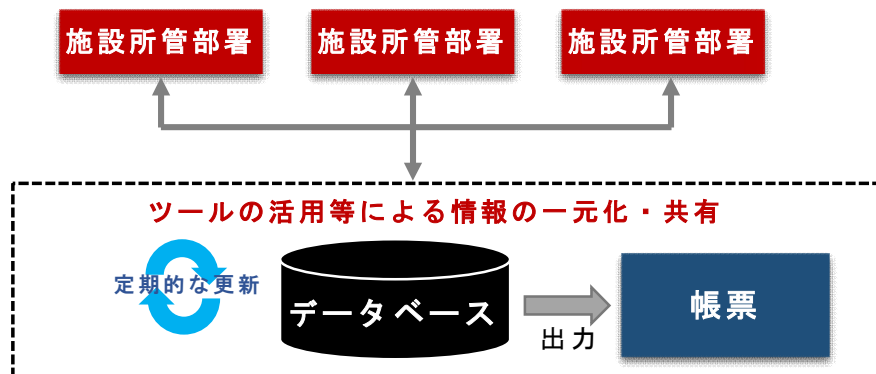 施設所管部署
施設所管部署
施設所管部署
ツールの活用等による情報の一元化・共有
定期的な更新
データベース
出力
帳票